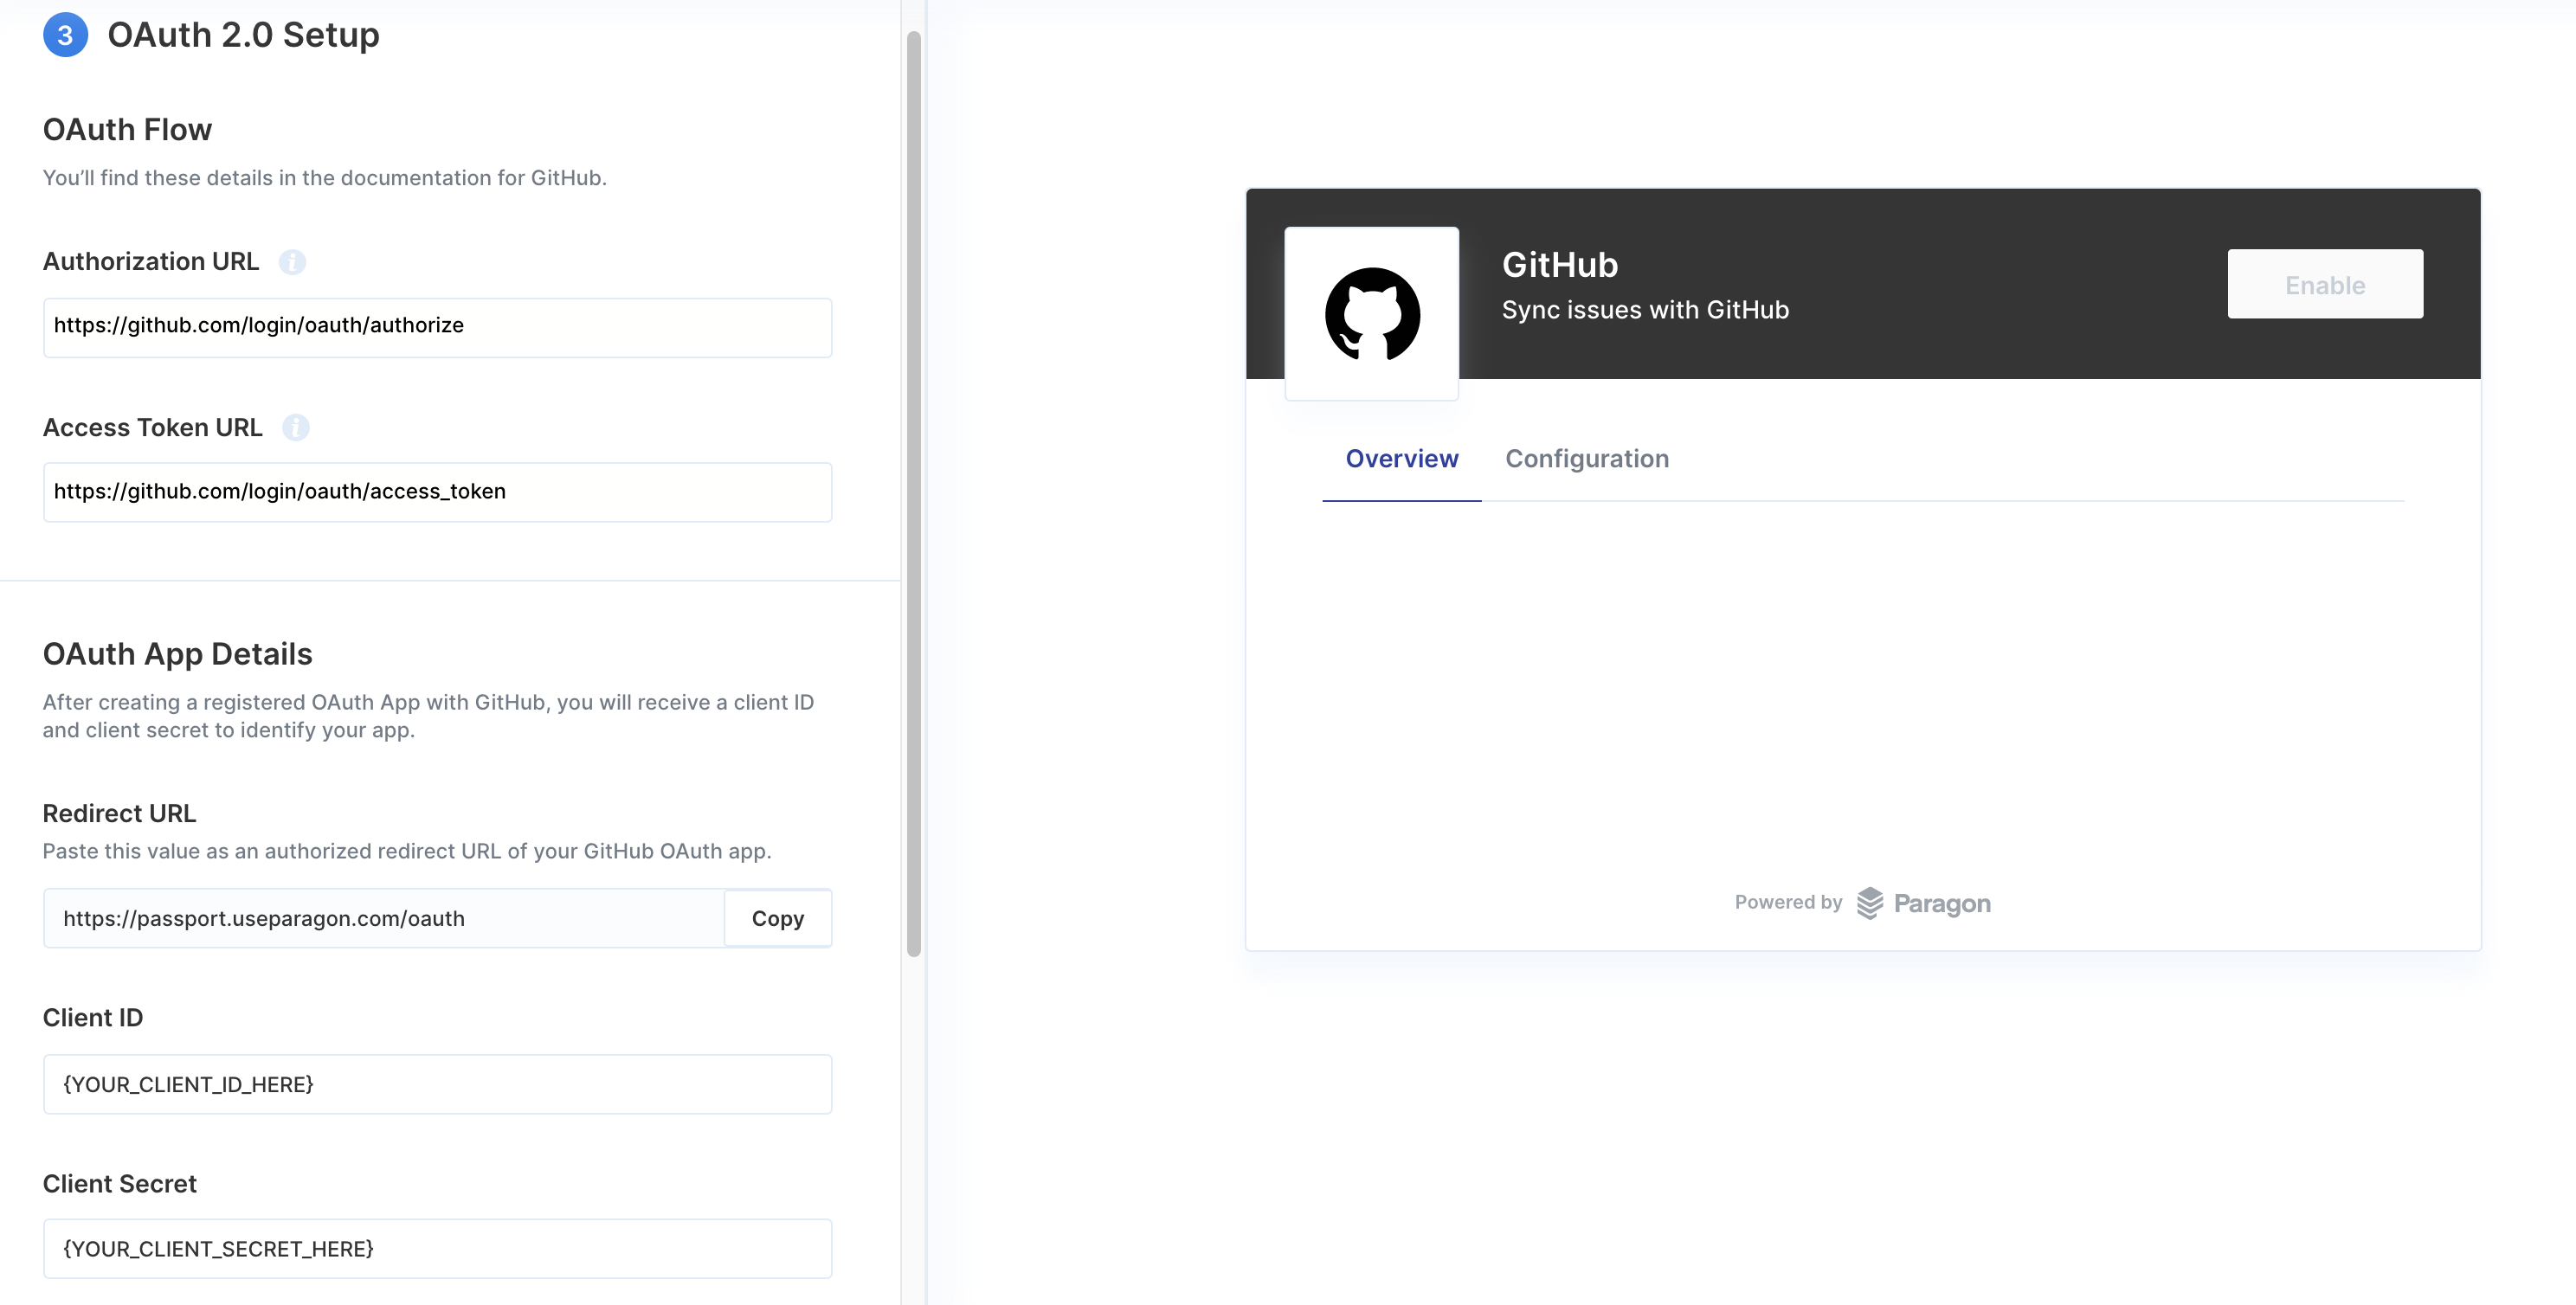 3 OAuth 2.0 Setup
OAuth Flow
You’ll find these details in the documentation for GitHub.
Authorization URL i
https://github.com/login/oauth/authorize
Access Token URL i
https://github.com/login/oauth/access_token
OAuth App Details
After creating a registered OAuth App with GitHub, you will receive a client ID
and client secret to identify your app.
Redirect URL
Paste this value as an authorized redirect URL of your GitHub OAuth app.
https://passport.useparagon.com/oauth Copy
Client ID
{YOUR_CLIENT_ID_HERE}
Client Secret
{YOUR_CLIENT_SECRET_HERE}
GitHub
Sync issues with GitHub
Enable
Overview Configuration
Powered by Paragon